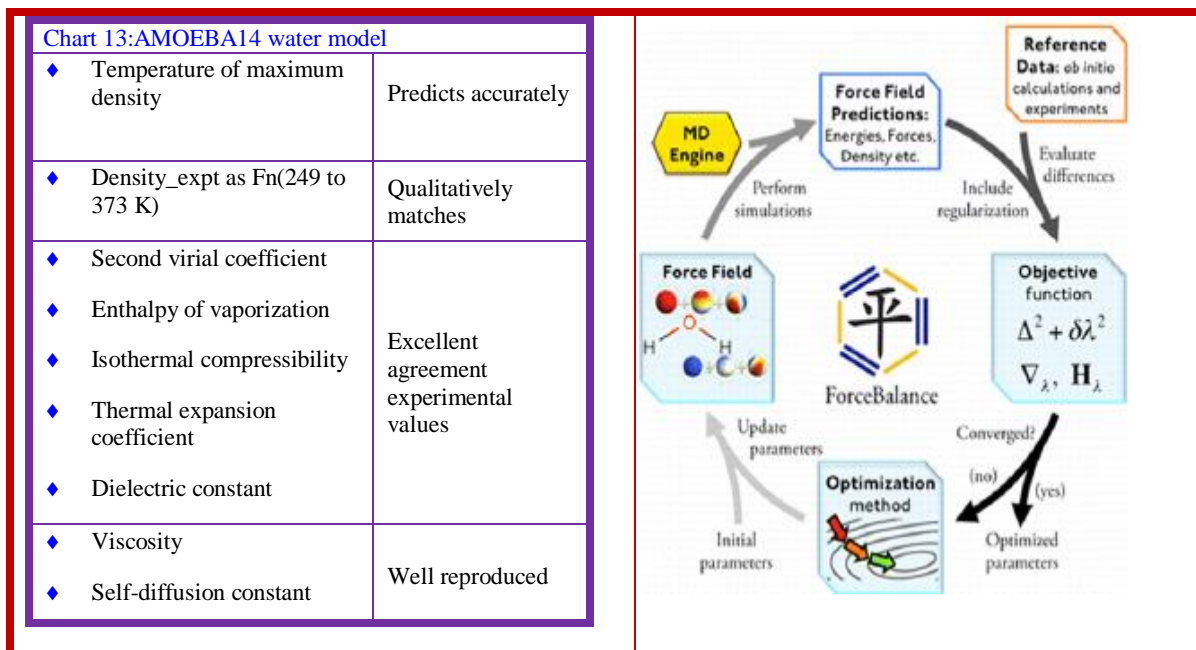 Chart 13:AMOEBA14 water model
♦ Temperature of maximum
density
Predicts accurately
♦ Density_expt as Fn(249 to
373 K)
Qualitatively
matches
♦ Second virial coefficient
♦ Enthalpy of vaporization
♦ Isothermal compressibility
♦ Thermal expansion
coefficient
♦ Dielectric constant
Excellent
agreement
experimental
values
♦ Viscosity
♦ Self-diffusion constant
Well reproduced
Reference
Data: ab initio
calculations and
experiments
Force Field
Predictions:
Energies, Forces,
Density etc.
MD
Engine
Evaluate
differences
Perform
simulations
Include
regularization
Force Field
O
H
H
平
ForceBalance
Objective
function
Δ² + δλ²
∇λ, Hλ
Update
parameters
Converged?
(no)
(yes)
Optimization
method
Initial
parameters
Optimized
parameters